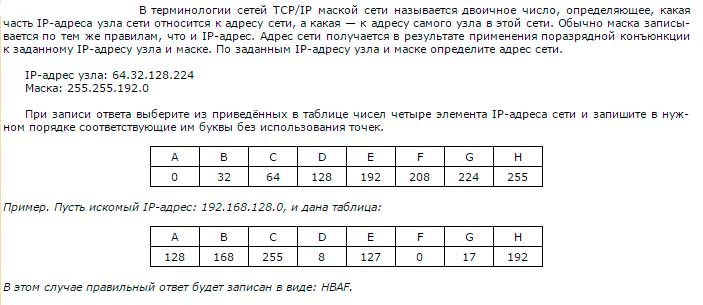 В терминологии сетей TCP/IP маской сети называется двоичное число, определяющее, какая
часть IP-адреса узла сети относится к адресу сети, а какая — к адресу самого узла в этой сети. Обычно маска записы-
вается по тем же правилам, что и IP-адрес. Адрес сети получается в результате применения поразрядной конъюнкции
к заданному IP-адресу узла и маске. По заданным IP-адресу узла и маске определите адрес сети.
IP-адрес узла: 64.32.128.224
Маска: 255.255.192.0
При записи ответа выберите из приведённых в таблице чисел четыре элемента IP-адреса сети и запишите в нуж-
ном порядке соответствующие им буквы без использования точек.
A B C D E F G H
0 32 64 128 192 208 224 255
Пример. Пусть искомый IP-адрес: 192.168.128.0, и дана таблица:
A B C D E F G H
128 168 255 8 127 0 17 192
В этом случае правильный ответ будет записан в виде: HBAF.